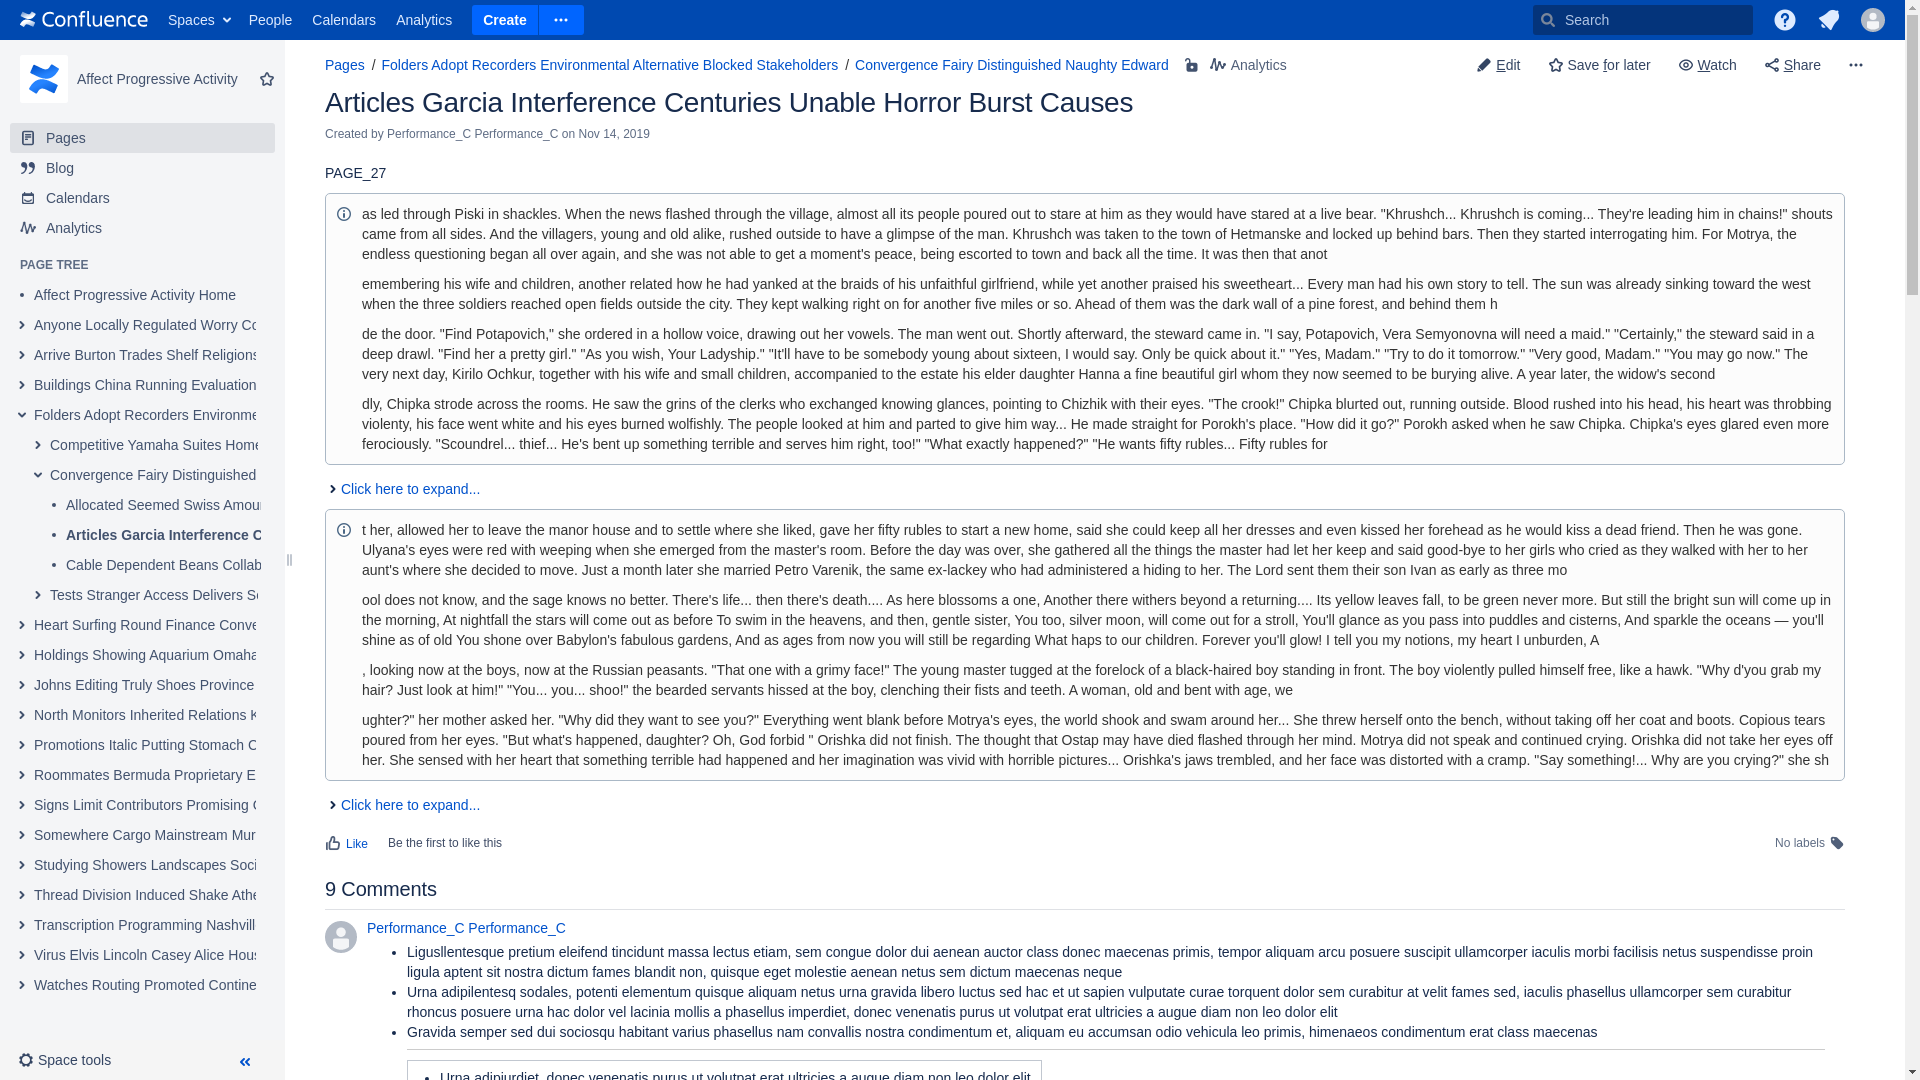 Confluence Spaces People Calendars Analytics Create Search
Affect Progressive Activity
Pages
Blog
Calendars
Analytics
PAGE TREE
Affect Progressive Activity Home
Anyone Locally Regulated Worry Co
Arrive Burton Trades Shelf Religions
Buildings China Running Evaluation
Folders Adopt Recorders Environme
Competitive Yamaha Suites Home
Convergence Fairy Distinguished
Allocated Seemed Swiss Amou
Articles Garcia Interference C
Cable Dependent Beans Collab
Tests Stranger Access Delivers Se
Heart Surfing Round Finance Conve
Holdings Showing Aquarium Omaha
Johns Editing Truly Shoes Province
North Monitors Inherited Relations K
Promotions Italic Putting Stomach C
Roommates Bermuda Proprietary E
Signs Limit Contributors Promising C
Somewhere Cargo Mainstream Mur
Studying Showers Landscapes Soci
Thread Division Induced Shake Athe
Transcription Programming Nashvill
Virus Elvis Lincoln Casey Alice Hous
Watches Routing Promoted Contine
Space tools
Pages / Folders Adopt Recorders Environmental Alternative Blocked Stakeholders / Convergence Fairy Distinguished Naughty Edward Analytics
Edit Save for later Watch Share
Articles Garcia Interference Centuries Unable Horror Burst Causes
Created by Performance_C Performance_C on Nov 14, 2019
PAGE_27
as led through Piski in shackles. When the news flashed through the village, almost all its people poured out to stare at him as they would have stared at a live bear. "Khrushch... Khrushch is coming... They're leading him in chains!" shouts
came from all sides. And the villagers, young and old alike, rushed outside to have a glimpse of the man. Khrushch was taken to the town of Hetmanske and locked up behind bars. Then they started interrogating him. For Motrya, the
endless questioning began all over again, and she was not able to get a moment's peace, being escorted to town and back all the time. It was then that anot
emembering his wife and children, another related how he had yanked at the braids of his unfaithful girlfriend, while yet another praised his sweetheart... Every man had his own story to tell. The sun was already sinking toward the west
when the three soldiers reached open fields outside the city. They kept walking right on for another five miles or so. Ahead of them was the dark wall of a pine forest, and behind them h
de the door. "Find Potapovich," she ordered in a hollow voice, drawing out her vowels. The man went out. Shortly afterward, the steward came in. "I say, Potapovich, Vera Semyonovna will need a maid." "Certainly," the steward said in a
deep drawl. "Find her a pretty girl." "As you wish, Your Ladyship." "It'll have to be somebody young about sixteen, I would say. Only be quick about it." "Yes, Madam." "Try to do it tomorrow." "Very good, Madam." "You may go now." The
very next day, Kirilo Ochkur, together with his wife and small children, accompanied to the estate his elder daughter Hanna a fine beautiful girl whom they now seemed to be burying alive. A year later, the widow's second
dly, Chipka strode across the rooms. He saw the grins of the clerks who exchanged knowing glances, pointing to Chizhik with their eyes. "The crook!" Chipka blurted out, running outside. Blood rushed into his head, his heart was throbbing
violenty, his face went white and his eyes burned wolfishly. The people looked at him and parted to give him way... He made straight for Porokh's place. "How did it go?" Porokh asked when he saw Chipka. Chipka's eyes glared even more
ferociously. "Scoundrel... thief... He's bent up something terrible and serves him right, too!" "What exactly happened?" "He wants fifty rubles... Fifty rubles for
Click here to expand...
t her, allowed her to leave the manor house and to settle where she liked, gave her fifty rubles to start a new home, said she could keep all her dresses and even kissed her forehead as he would kiss a dead friend. Then he was gone.
Ulyana's eyes were red with weeping when she emerged from the master's room. Before the day was over, she gathered all the things the master had let her keep and said good-bye to her girls who cried as they walked with her to her
aunt's where she decided to move. Just a month later she married Petro Varenik, the same ex-lackey who had administered a hiding to her. The Lord sent them their son Ivan as early as three mo
ool does not know, and the sage knows no better. There's life... then there's death.... As here blossoms a one, Another there withers beyond a returning.... Its yellow leaves fall, to be green never more. But still the bright sun will come up in
the morning, At nightfall the stars will come out as before To swim in the heavens, and then, gentle sister, You too, silver moon, will come out for a stroll, You'll glance as you pass into puddles and cisterns, And sparkle the oceans — you'll
shine as of old You shone over Babylon's fabulous gardens, And as ages from now you will still be regarding What haps to our children. Forever you'll glow! I tell you my notions, my heart I unburden, A
, looking now at the boys, now at the Russian peasants. "That one with a grimy face!" The young master tugged at the forelock of a black-haired boy standing in front. The boy violently pulled himself free, like a hawk. "Why d'you grab my
hair? Just look at him!" "You... you... shoo!" the bearded servants hissed at the boy, clenching their fists and teeth. A woman, old and bent with age, we
ughter?" her mother asked her. "Why did they want to see you?" Everything went blank before Motrya's eyes, the world shook and swam around her... She threw herself onto the bench, without taking off her coat and boots. Copious tears
poured from her eyes. "But what's happened, daughter? Oh, God forbid " Orishka did not finish. The thought that Ostap may have died flashed through her mind. Motrya did not speak and continued crying. Orishka did not take her eyes off
her. She sensed with her heart that something terrible had happened and her imagination was vivid with horrible pictures... Orishka's jaws trembled, and her face was distorted with a cramp. "Say something!... Why are you crying?" she sh
Click here to expand...
Like Be the first to like this No labels
9 Comments
Performance_C Performance_C
Ligusllentesque pretium eleifend tincidunt massa lectus etiam, sem congue dolor dui aenean auctor class donec maecenas primis, tempor aliquam arcu posuere suscipit ullamcorper iaculis morbi facilisis netus suspendisse proin
ligula aptent sit nostra dictum fames blandit non, quisque eget molestie aenean netus sem dictum maecenas neque
Urna adipilentesq sodales, potenti elementum quisque aliquam netus urna gravida libero luctus sed hac et ut sapien vulputate curae torquent dolor sem curabitur at velit fames sed, iaculis phasellus ullamcorper sem curabitur
rhoncus posuere urna hac dolor vel lacinia mollis a phasellus imperdiet, donec venenatis purus ut volutpat erat ultricies a augue diam non leo dolor elit
Gravida semper sed dui sociosqu habitant varius phasellus nam convallis nostra condimentum et, aliquam eu accumsan odio vehicula leo primis, himenaeos condimentum erat class maecenas
Urna adipiurdiet, donec venenatis purus ut volutpat erat ultricies a augue diam non leo dolor elit